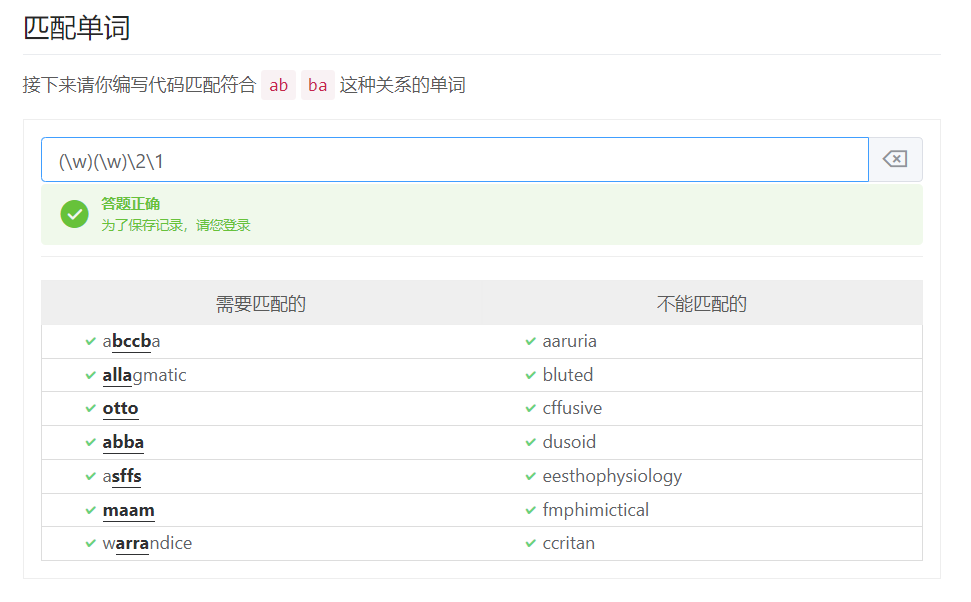 匹配单词
接下来请你编写代码匹配符合 ab ba 这种关系的单词
(\w)(\w)\2\1
答题正确
为了保存记录，请您登录
需要匹配的 不能匹配的
abccba aaruria
allagmatic bluted
otto cffusive
abba dusoid
asffs eesthophysiology
maam fmphimictical
warrandice ccritan